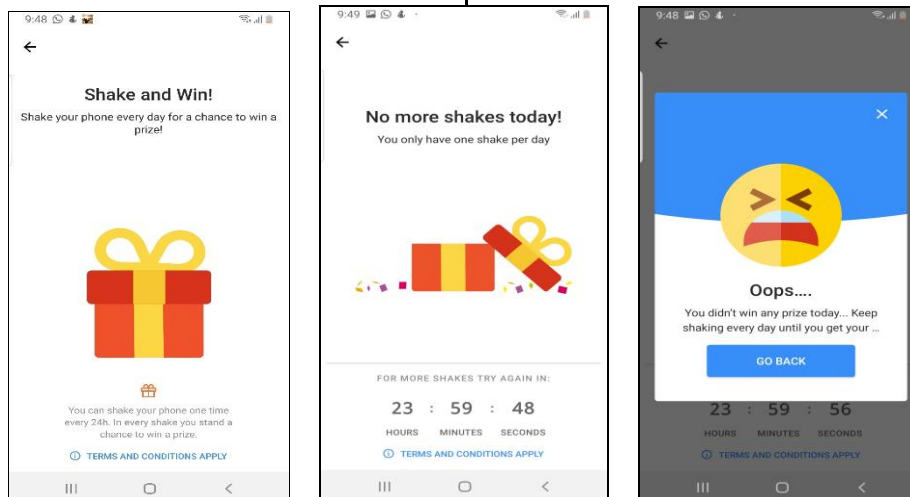 9:48
Shake and Win!
Shake your phone every day for a chance to win a
prize!
You can shake your phone one time
every 24h. In every shake you stand a
chance to win a prize.
TERMS AND CONDITIONS APPLY
9:49
No more shakes today!
You only have one shake per day
FOR MORE SHAKES TRY AGAIN IN:
23 : 59 : 48
HOURS MINUTES SECONDS
TERMS AND CONDITIONS APPLY
9:48
Oops....
You didn't win any prize today... Keep
shaking every day until you get your ...
GO BACK
23 : 59 : 56
HOURS MINUTES SECONDS
TERMS AND CONDITIONS APPLY